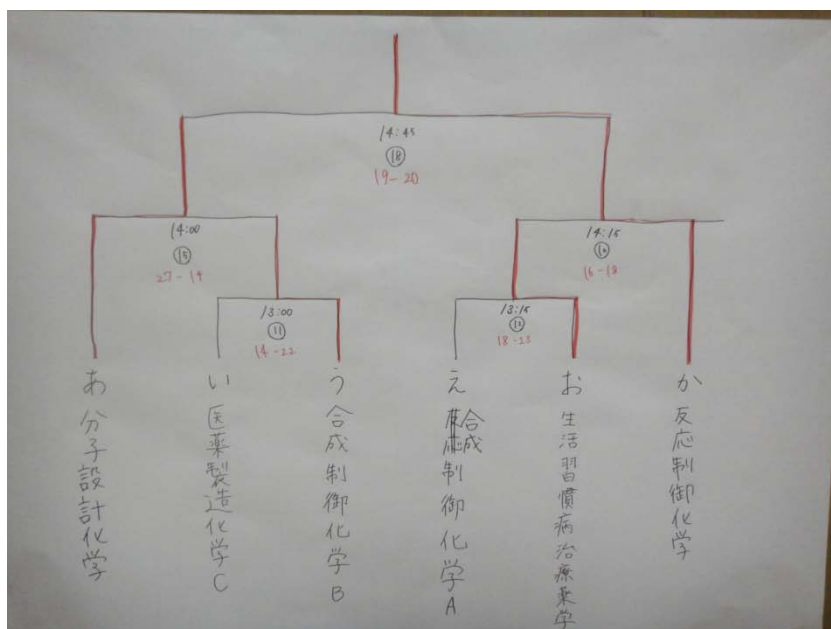 14:45
⑱
19-20
14:00
⑮
27-14
14:15
⑯
16-18
13:00
⑪
14-22
13:15
⑫
18-23
あ 分子設計化学
い 医薬製造化学C
う 合成制御化学B
え 合成制御化学A
お 生活習慣病治療薬学
か 反応制御化学